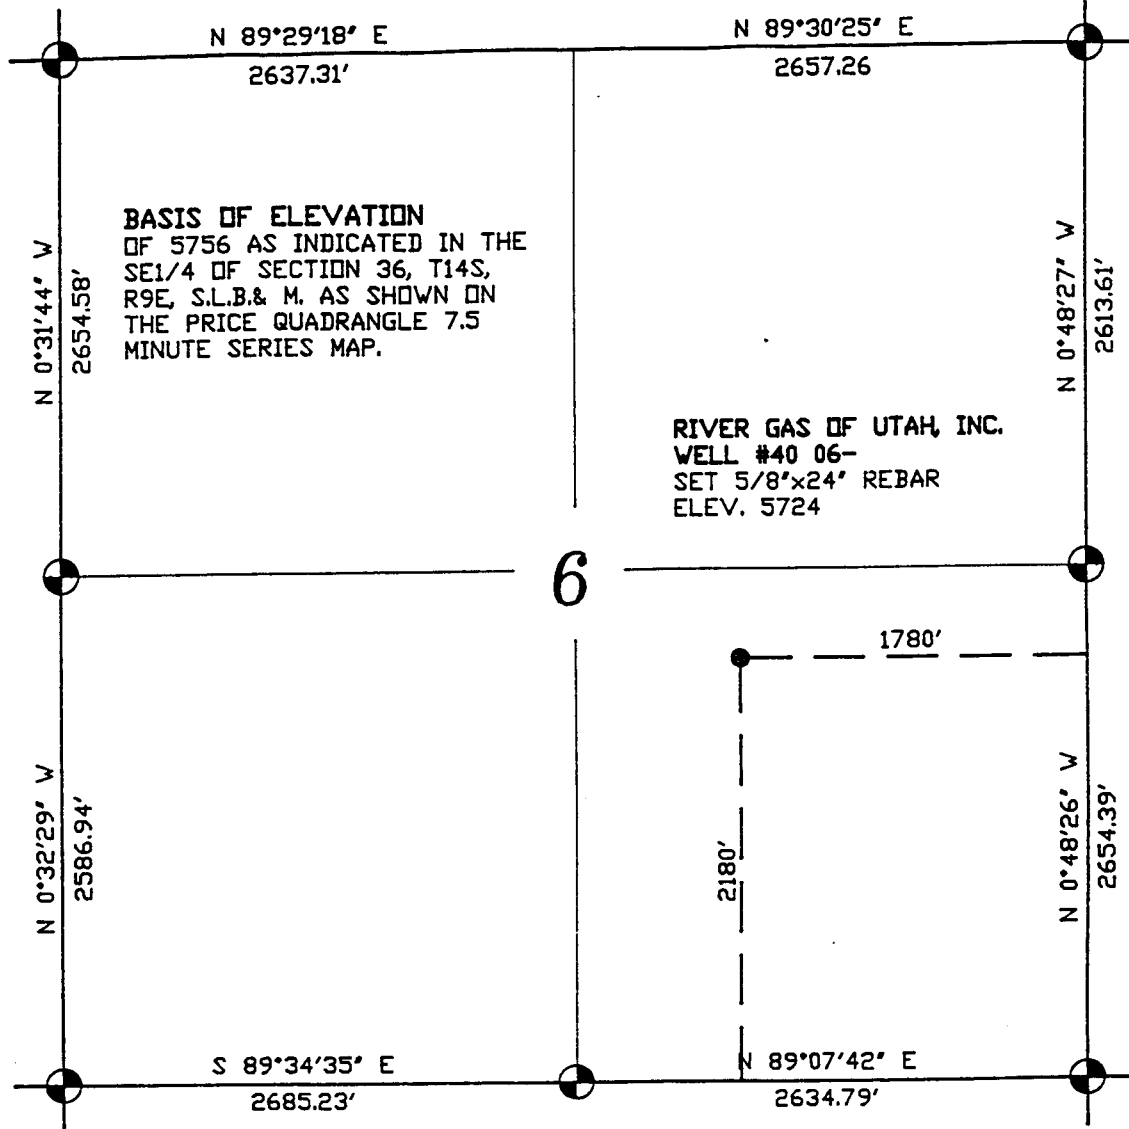 N 89°29'18" E
2637.31'
N 89°30'25" E
2657.26
BASIS OF ELEVATION
OF 5756 AS INDICATED IN THE
SE1/4 OF SECTION 36, T14S,
R9E, S.L.B.& M. AS SHOWN ON
THE PRICE QUADRANGLE 7.5
MINUTE SERIES MAP.
N 0°31'44" W
2654.58'
N 0°48'27" W
2613.61'
RIVER GAS OF UTAH, INC.
WELL #40 06-
SET 5/8"x24" REBAR
ELEV. 5724
6
1780'
2180'
N 0°32'29" W
2586.94'
N 0°48'26" W
2654.39'
S 89°34'35" E
2685.23'
N 89°07'42" E
2634.79'